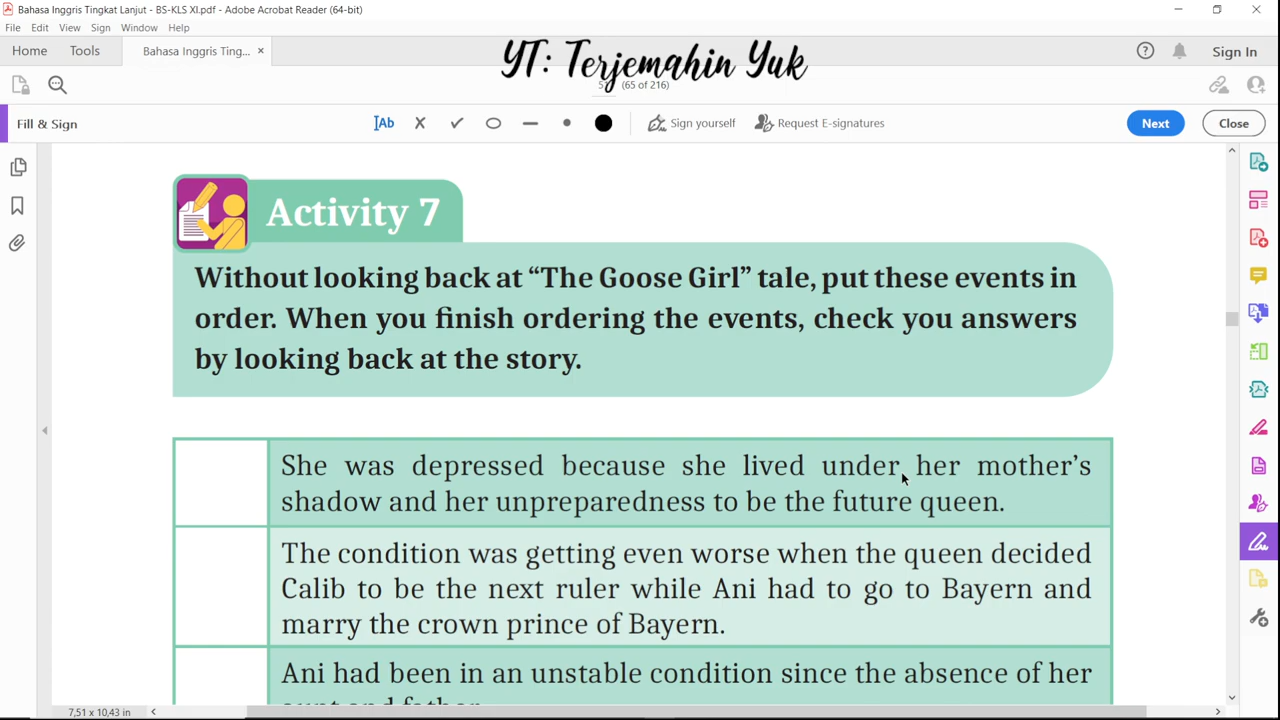 Bahasa Inggris Tingkat Lanjut - BS-KLS XI.pdf - Adobe Acrobat Reader (64-bit)
File Edit View Sign Window Help
Home Tools Bahasa Inggris Ting... × Sign In
YT: Terjemahin Yuk
(65 of 216)
Fill & Sign
Ab
Sign yourself
Request E-signatures
Next
Close
Activity 7
Without looking back at “The Goose Girl” tale, put these events in
order. When you finish ordering the events, check you answers
by looking back at the story.
She was depressed because she lived under her mother’s
shadow and her unpreparedness to be the future queen.
The condition was getting even worse when the queen decided
Calib to be the next ruler while Ani had to go to Bayern and
marry the crown prince of Bayern.
Ani had been in an unstable condition since the absence of her
7,51 x 10,43 in